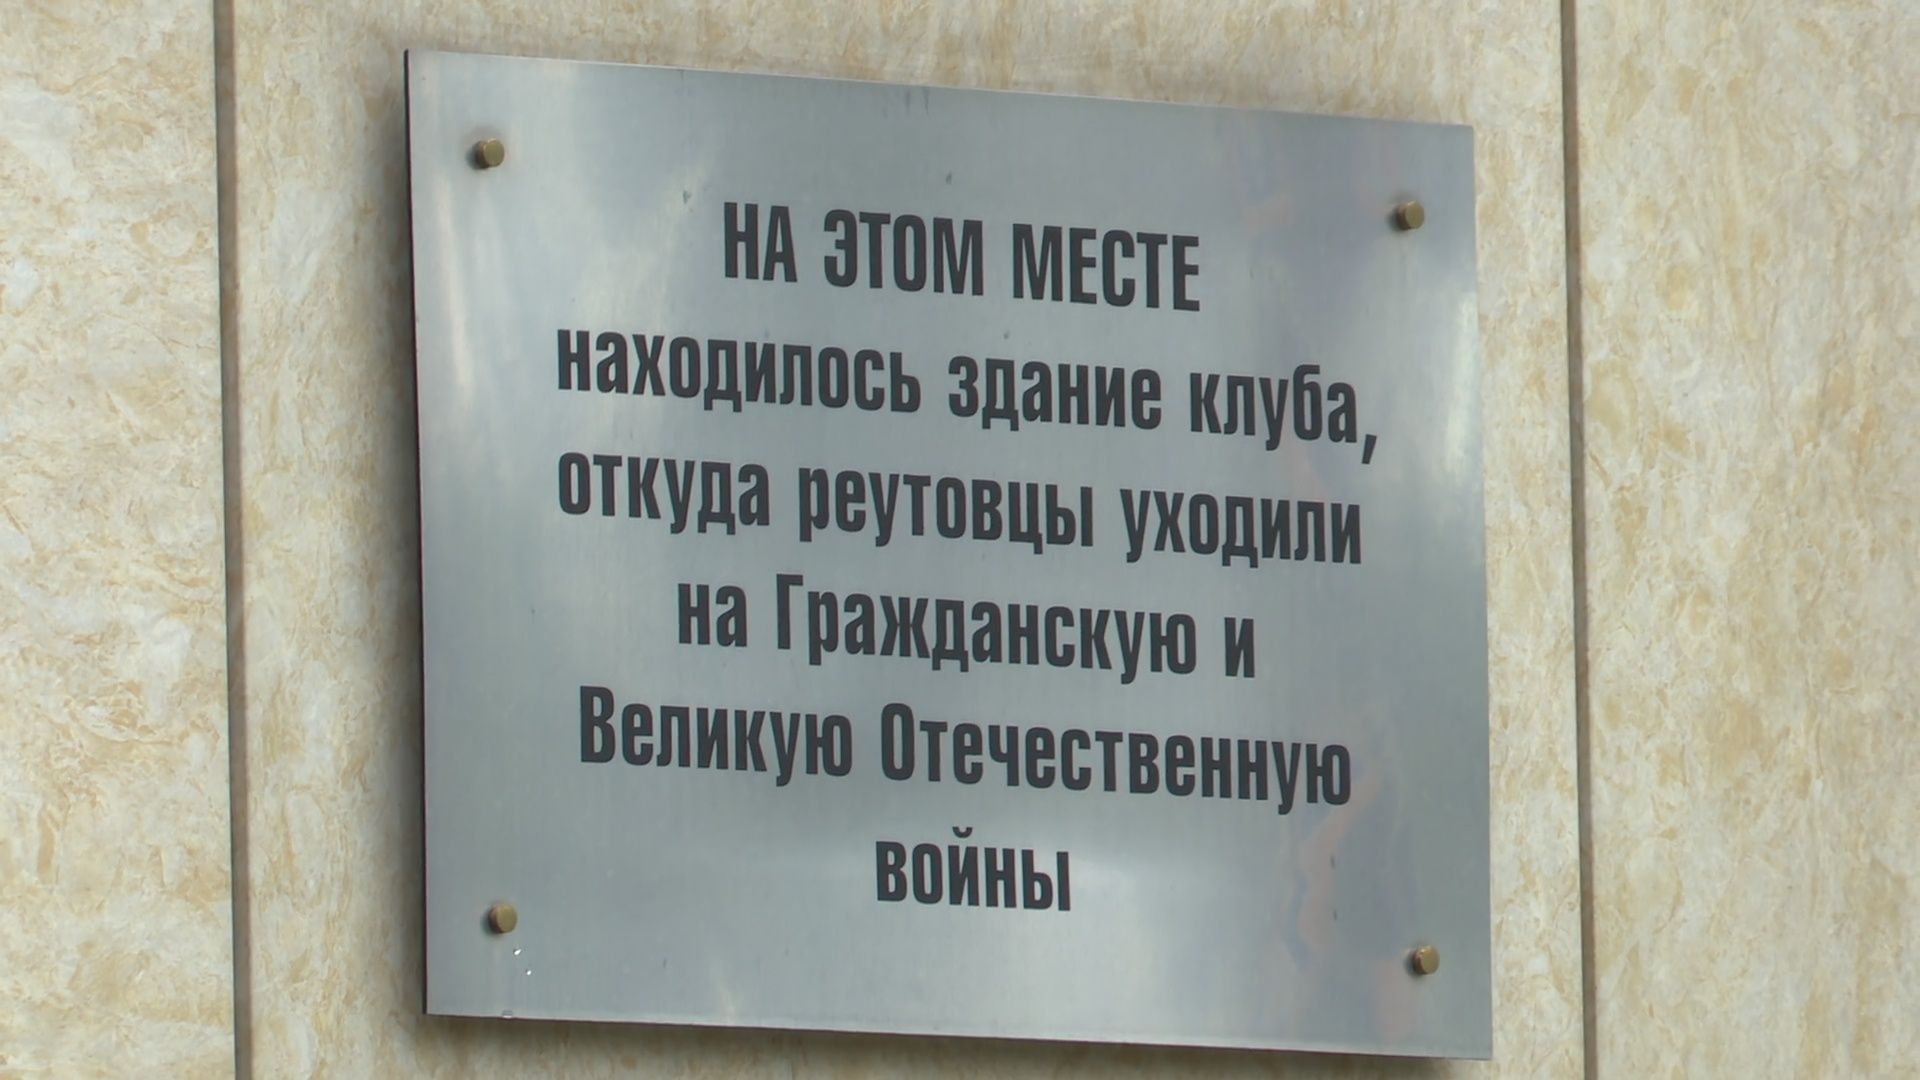 НА ЭТОМ МЕСТЕ
находилось здание клуба,
откуда реутовцы уходили
на Гражданскую и
Великую Отечественную
войны